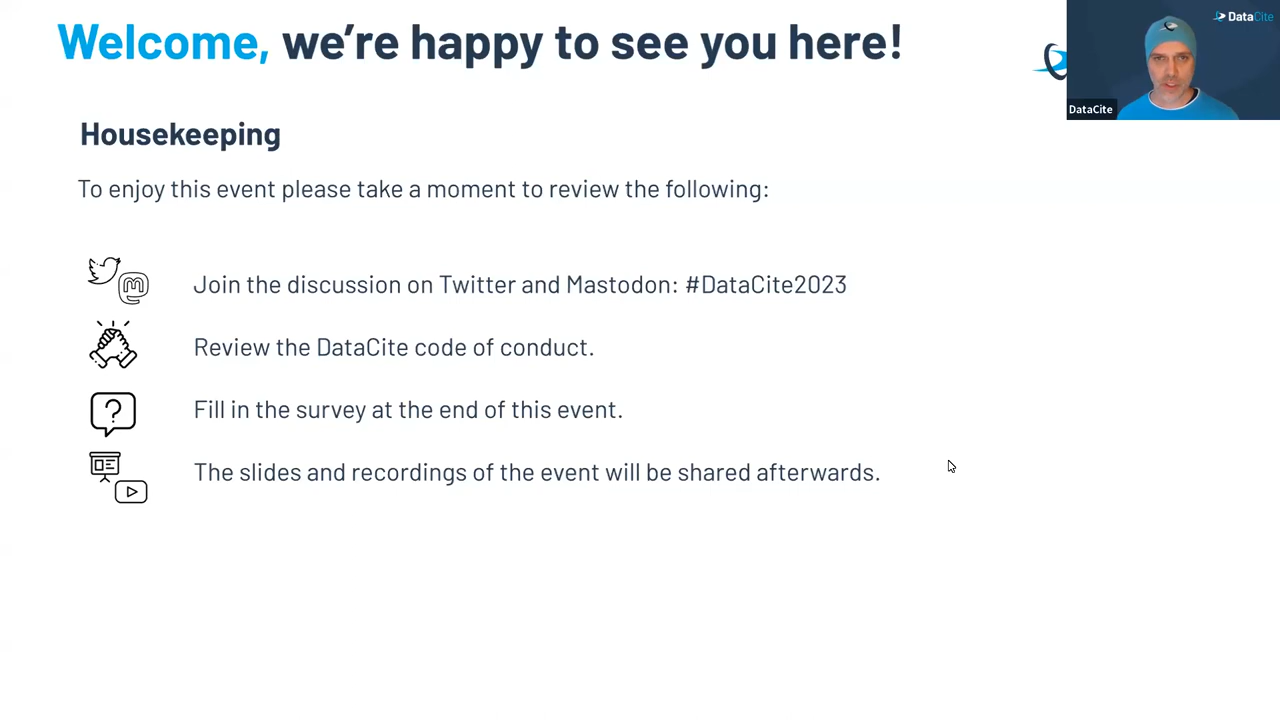 Welcome, we're happy to see you here!
DataCite
DataCite
Housekeeping
To enjoy this event please take a moment to review the following:
Join the discussion on Twitter and Mastodon: #DataCite2023
Review the DataCite code of conduct.
Fill in the survey at the end of this event.
The slides and recordings of the event will be shared afterwards.